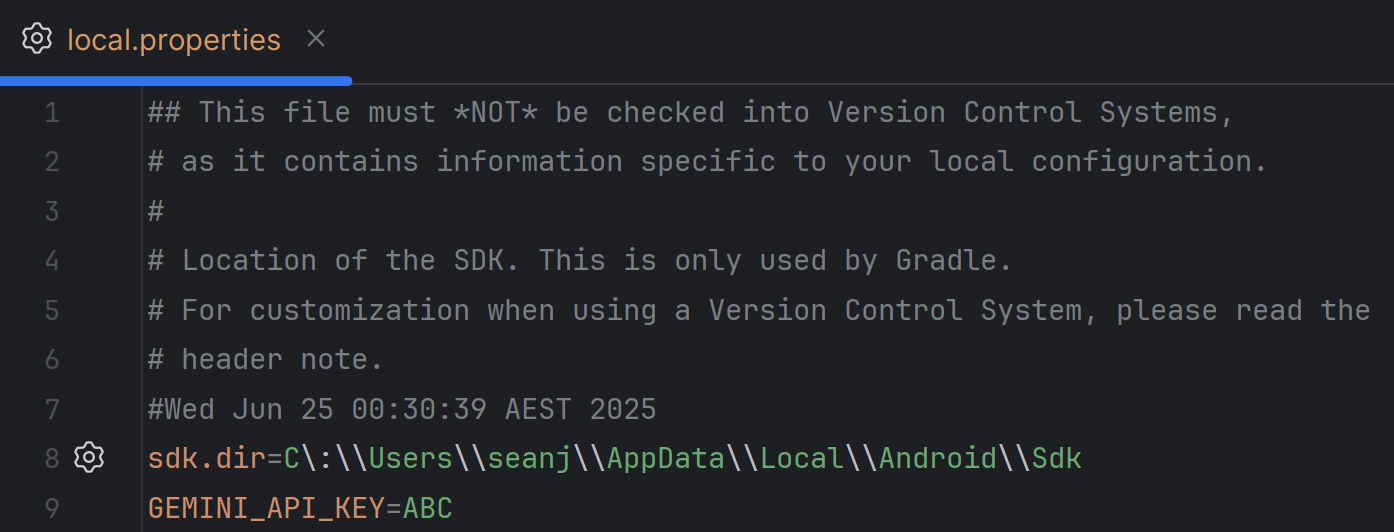 local.properties
1 ## This file must *NOT* be checked into Version Control Systems,
2 # as it contains information specific to your local configuration.
3 #
4 # Location of the SDK. This is only used by Gradle.
5 # For customization when using a Version Control System, please read the
6 # header note.
7 #Wed Jun 25 00:30:39 AEST 2025
8 sdk.dir=C\:\\Users\\seanj\\AppData\\Local\\Android\\Sdk
9 GEMINI_API_KEY=ABC